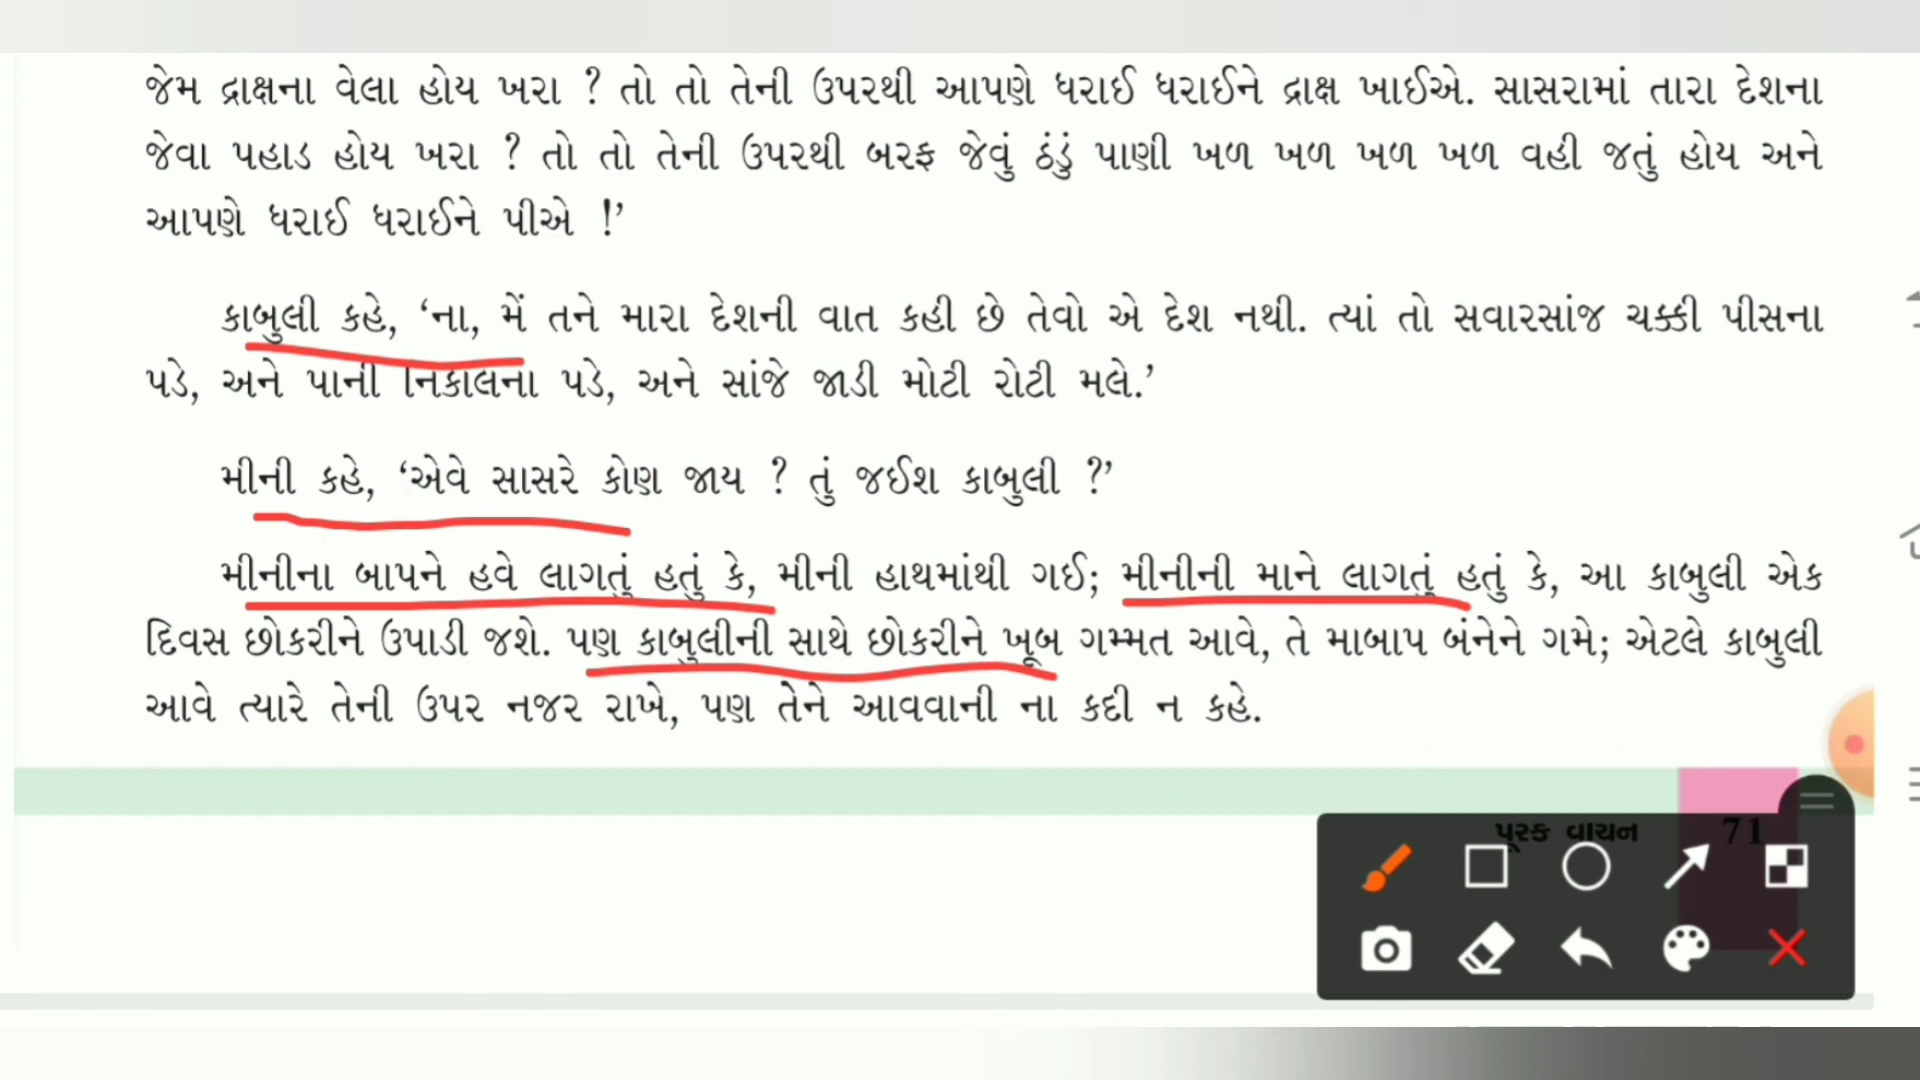 જેમ દ્રાક્ષના વેલા હોય ખરા ? તો તો તેની ઉપરથી આપણે ધરાઈ ધરાઈને દ્રાક્ષ ખાઈએ. સાસરામાં તારા દેશના
જેવા પહાડ હોય ખરા ? તો તો તેની ઉપરથી બરફ જેવું ઠંડું પાણી ખળ ખળ ખળ ખળ વહી જતું હોય અને
આપણે ધરાઈ ધરાઈને પીએ !’
કાબુલી કહે, ‘ના, મેં તને મારા દેશની વાત કહી છે તેવો એ દેશ નથી. ત્યાં તો સવારસાંજ ચક્કી પીસના
પડે, અને પાની નિકાલના પડે, અને સાંજે જાડી મોટી રોટી મલે.’
મીની કહે, ‘એવે સાસરે કોણ જાય ? તું જઈશ કાબુલી ?’
મીનીના બાપને હવે લાગતું હતું કે, મીની હાથમાંથી ગઈ; મીનીની માને લાગતું હતું કે, આ કાબુલી એક
દિવસ છોકરીને ઉપાડી જશે. પણ કાબુલીની સાથે છોકરીને ખૂબ ગમ્મત આવે, તે માબાપ બંનેને ગમે; એટલે કાબુલી
આવે ત્યારે તેની ઉપર નજર રાખે, પણ તેને આવવાની ના કદી ન કહે.
પૂરક વાચન 71